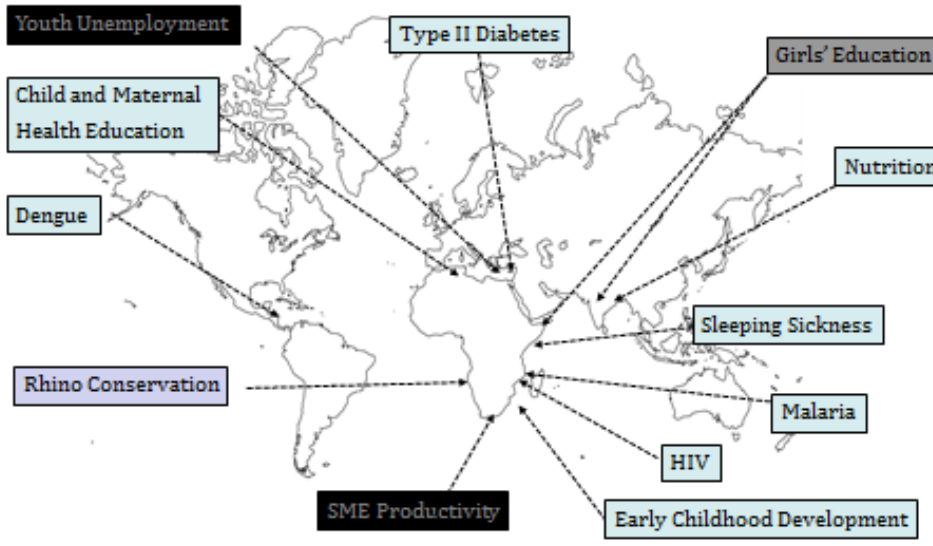 Youth Unemployment
Type II Diabetes
Girls' Education
Child and Maternal
Health Education
Nutrition
Dengue
Sleeping Sickness
Rhino Conservation
Malaria
HIV
SME Productivity
Early Childhood Development